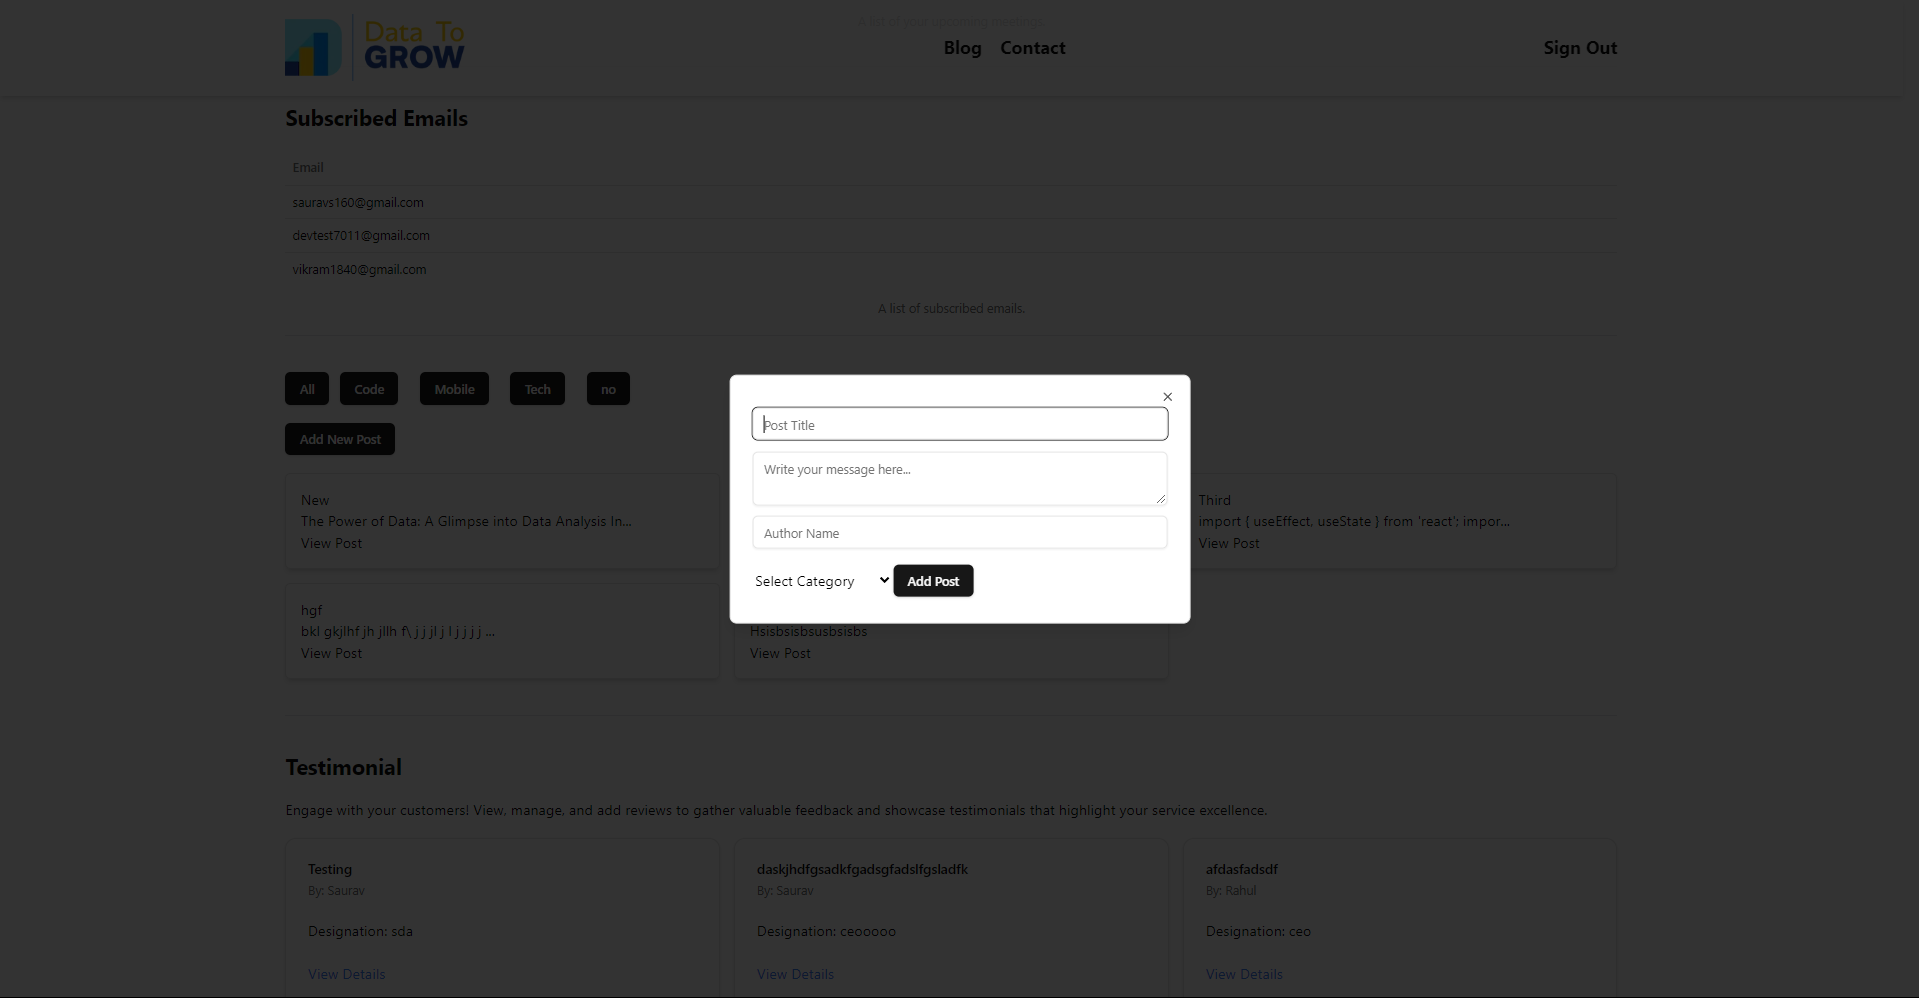 Data To
GROW
A list of your upcoming meetings.
Blog Contact
Sign Out
Subscribed Emails
Email
sauravs160@gmail.com
devtest7011@gmail.com
vikram1840@gmail.com
A list of subscribed emails.
All Code Mobile Tech no
Add New Post
New
The Power of Data: A Glimpse into Data Analysis In...
View Post
Third
import { useEffect, useState } from 'react'; impor...
View Post
hgf
bkl gkjlhf jh jllh f\ j j jl j l j j j j ...
View Post
Hsisbsisbsusbsisbs
View Post
Post Title
Write your message here...
Author Name
Select Category
Add Post
Testimonial
Engage with your customers! View, manage, and add reviews to gather valuable feedback and showcase testimonials that highlight your service excellence.
Testing
By: Saurav
Designation: sda
View Details
daskjhdfgsadkfgadsgfadslfgsladfk
By: Saurav
Designation: ceooooo
View Details
afdasfadsdf
By: Rahul
Designation: ceo
View Details